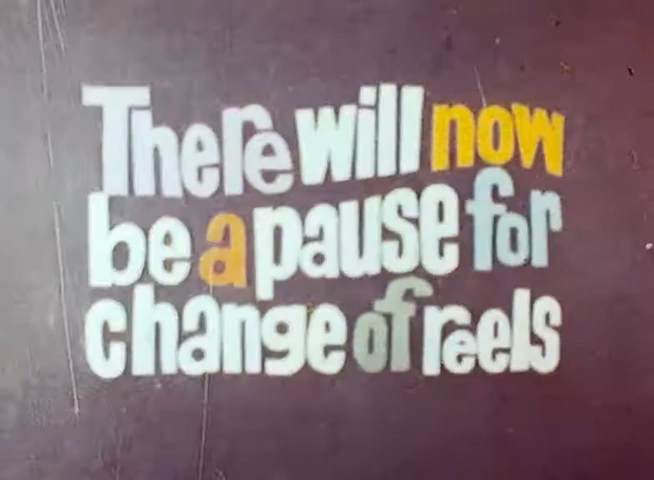 There will now
be a pause for
change of reels